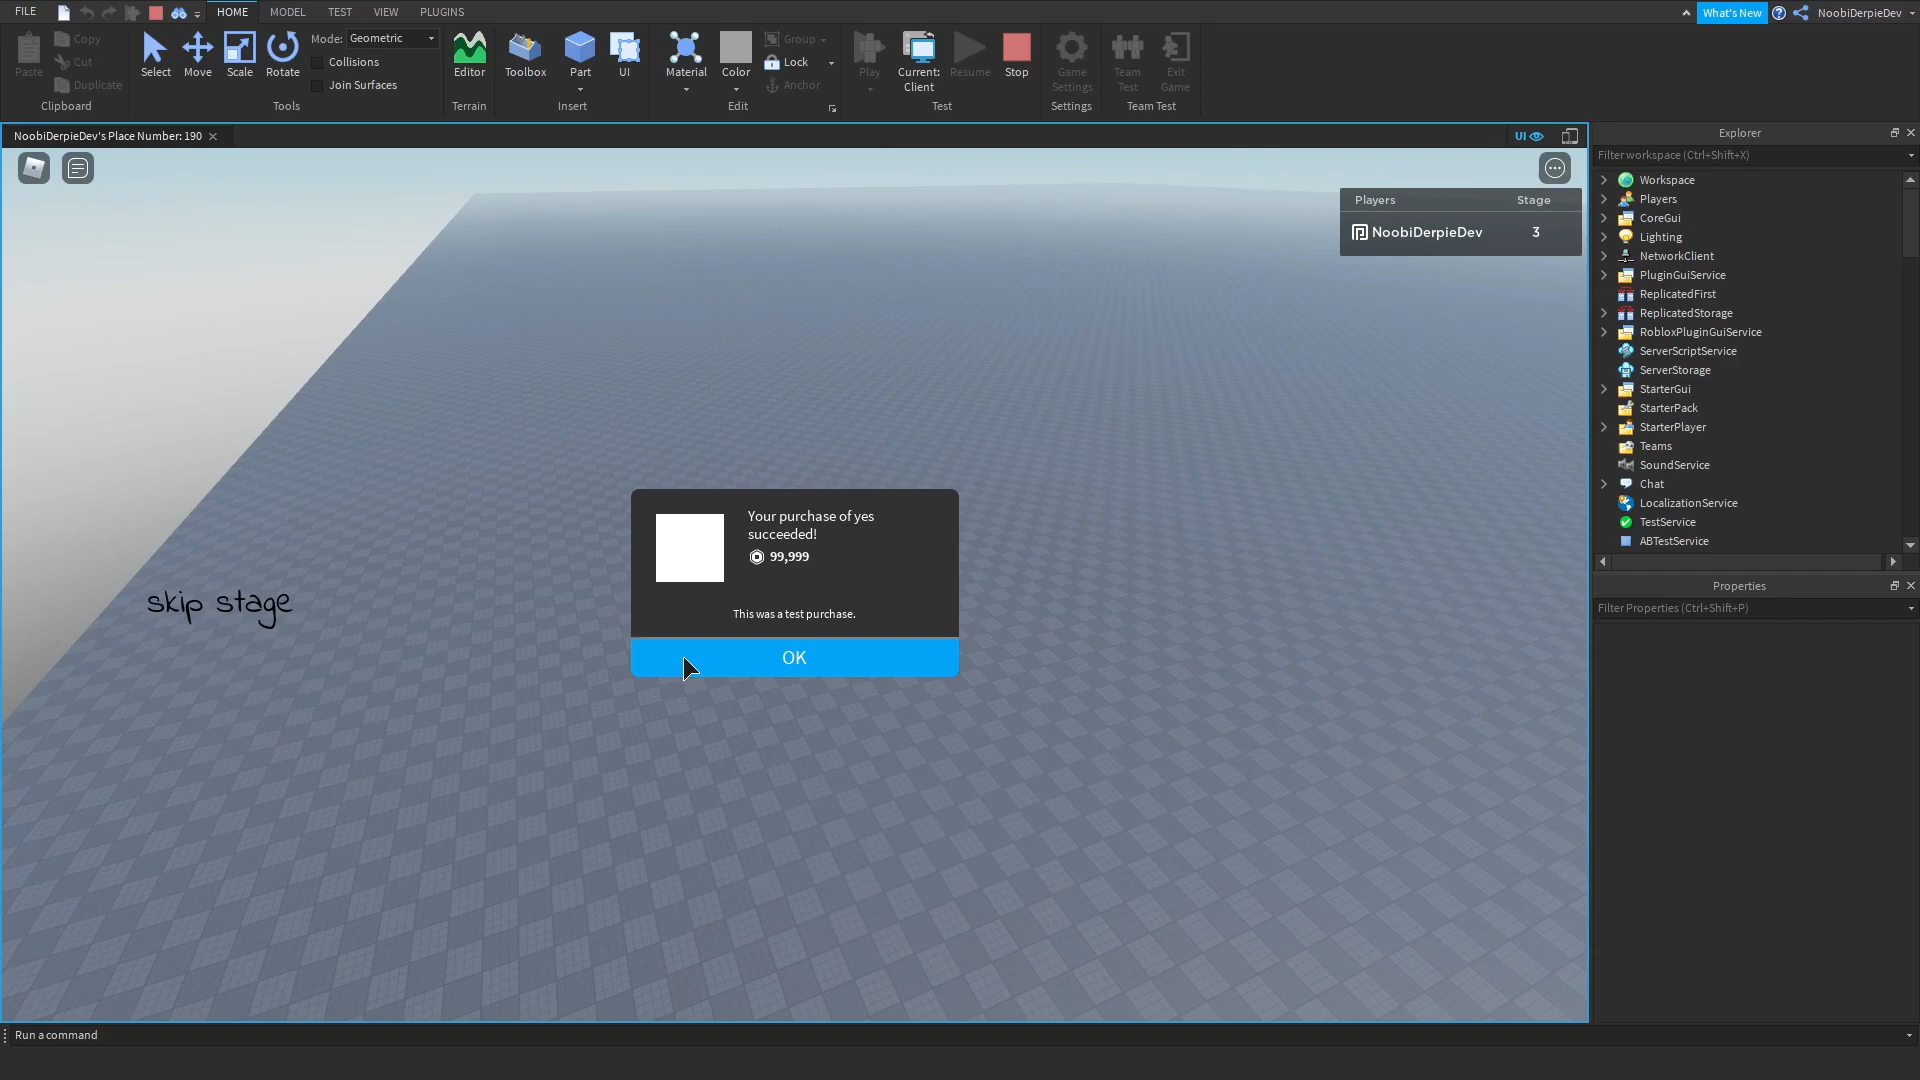 FILE
HOME
MODEL
TEST
VIEW
PLUGINS
What's New
NoobiDerpieDev
Paste
Copy
Cut
Duplicate
Clipboard
Select
Move
Scale
Rotate
Mode: Geometric
Collisions
Join Surfaces
Tools
Editor
Terrain
Toolbox
Part
UI
Insert
Material
Color
Group
Lock
Anchor
Edit
Play
Current:
Client
Resume
Stop
Test
Game
Settings
Settings
Team
Test
Exit
Game
Team Test
NoobiDerpieDev's Place Number: 190
UI
Players Stage
NoobiDerpieDev 3
skip stage
Your purchase of yes
succeeded!
99,999
This was a test purchase.
OK
Explorer
Filter workspace (Ctrl+Shift+X)
Workspace
Players
CoreGui
Lighting
NetworkClient
PluginGuiService
ReplicatedFirst
ReplicatedStorage
RobloxPluginGuiService
ServerScriptService
ServerStorage
StarterGui
StarterPack
StarterPlayer
Teams
SoundService
Chat
LocalizationService
TestService
ABTestService
Properties
Filter Properties (Ctrl+Shift+P)
Run a command